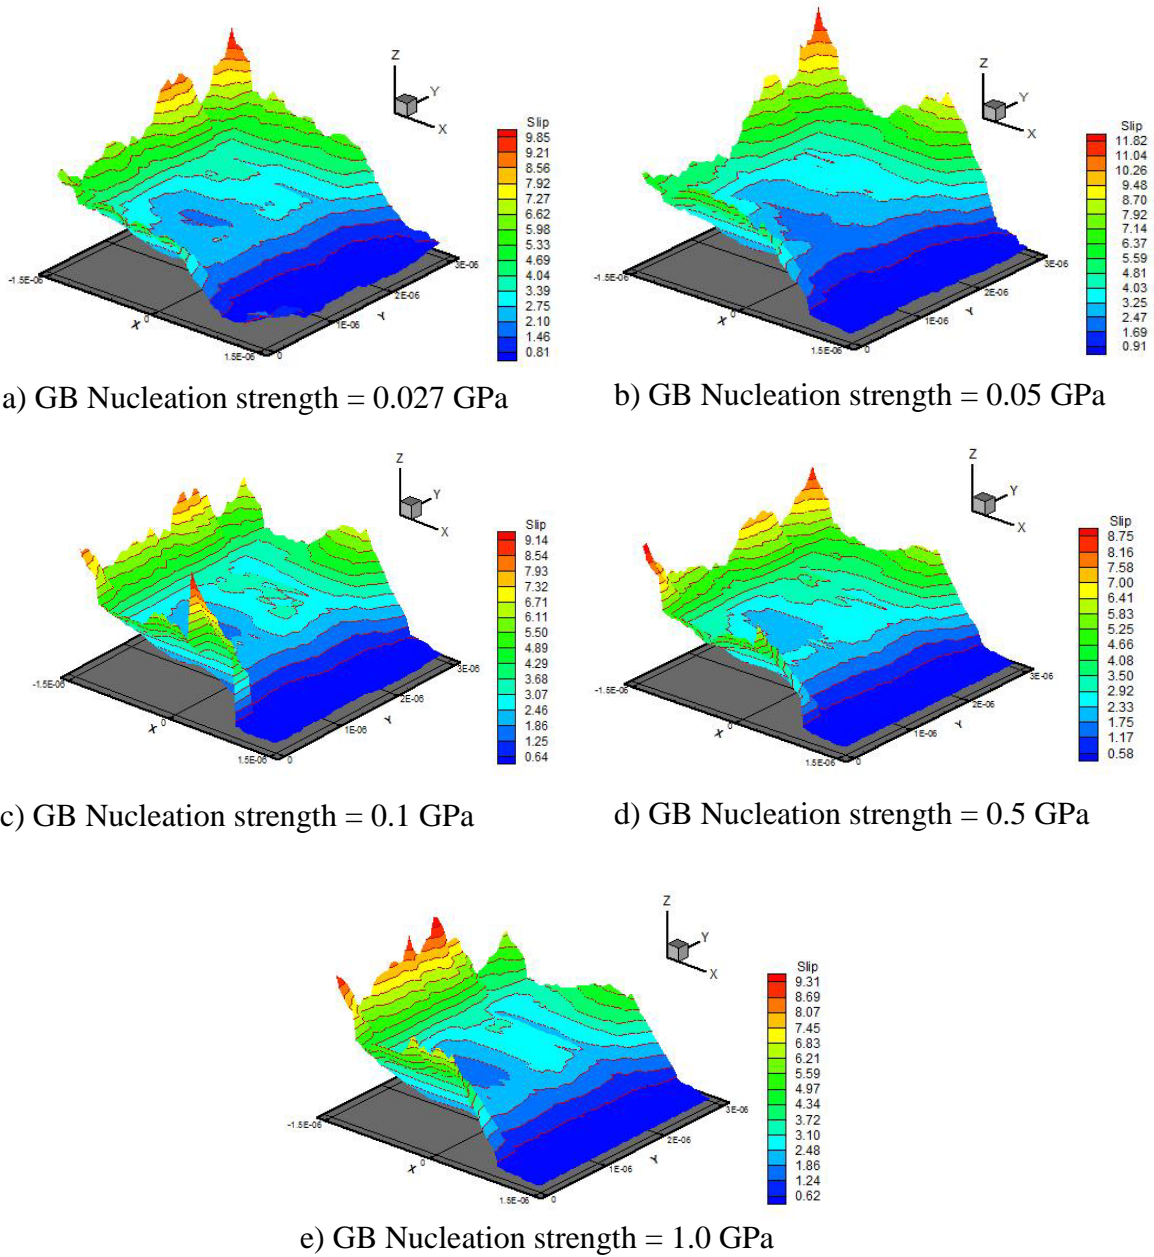 Z
Y
X
Slip
9.85
9.21
8.56
7.92
7.27
6.62
5.98
5.33
4.69
4.04
3.39
2.75
2.10
1.46
0.81
-1.5E-06
X
0
1.5E-06
0
1E-06
Y
2E-06
3E-06
a) GB Nucleation strength = 0.027 GPa
Z
Y
X
Slip
11.82
11.04
10.26
9.48
8.70
7.92
7.14
6.37
5.59
4.81
4.03
3.25
2.47
1.69
0.91
-1.5E-06
X
0
1.5E-06
0
1E-06
Y
2E-06
3E-06
b) GB Nucleation strength = 0.05 GPa
Z
Y
X
Slip
9.14
8.54
7.93
7.32
6.71
6.11
5.50
4.89
4.29
3.68
3.07
2.46
1.86
1.25
0.64
-1.5E-06
X
0
1.5E-06
0
1E-06
Y
2E-06
3E-06
c) GB Nucleation strength = 0.1 GPa
Z
Y
X
Slip
8.75
8.16
7.58
7.00
6.41
5.83
5.25
4.66
4.08
3.50
2.92
2.33
1.75
1.17
0.58
-1.5E-06
X
0
1.5E-06
0
1E-06
Y
2E-06
3E-06
d) GB Nucleation strength = 0.5 GPa
Z
Y
X
Slip
9.31
8.69
8.07
7.45
6.83
6.21
5.59
4.97
4.34
3.72
3.10
2.48
1.86
1.24
0.62
-1.5E-06
X
0
1.5E-06
0
1E-06
Y
2E-06
3E-06
e) GB Nucleation strength = 1.0 GPa